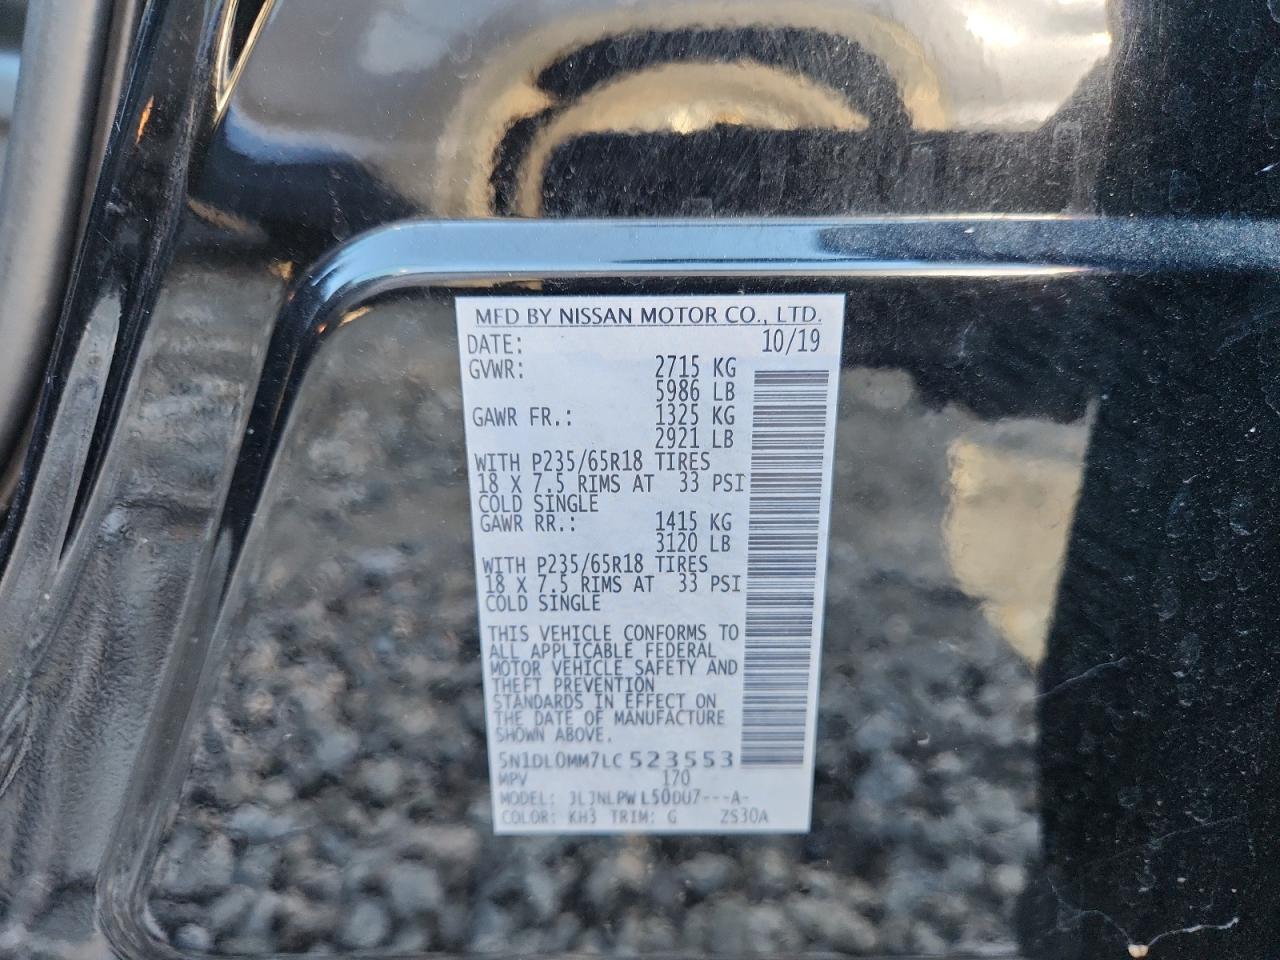 MFD BY NISSAN MOTOR CO., LTD.
DATE: 10/19
GVWR: 2715 KG
5986 LB
GAWR FR.: 1325 KG
2921 LB
WITH P235/65R18 TIRES
18 X 7.5 RIMS AT 33 PSI
COLD SINGLE
GAWR RR.: 1415 KG
3120 LB
WITH P235/65R18 TIRES
18 X 7.5 RIMS AT 33 PSI
COLD SINGLE
THIS VEHICLE CONFORMS TO
ALL APPLICABLE FEDERAL
MOTOR VEHICLE SAFETY AND
THEFT PREVENTION
STANDARDS IN EFFECT ON
THE DATE OF MANUFACTURE
SHOWN ABOVE.
5N1DL0MM7LC523553
MPV 170
MODEL: JLJNLPWL50DU7---A-
COLOR: KH3 TRIM: G ZS30A